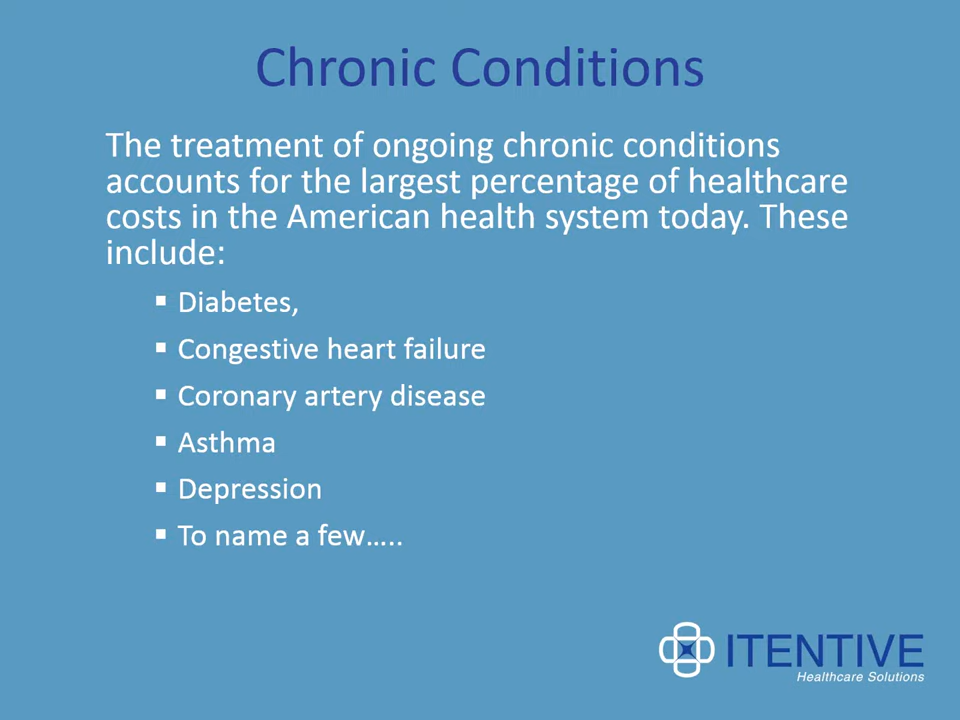 Chronic Conditions
The treatment of ongoing chronic conditions
accounts for the largest percentage of healthcare
costs in the American health system today. These
include:
▪ Diabetes,
▪ Congestive heart failure
▪ Coronary artery disease
▪ Asthma
▪ Depression
▪ To name a few…..
ITENTIVE
Healthcare Solutions